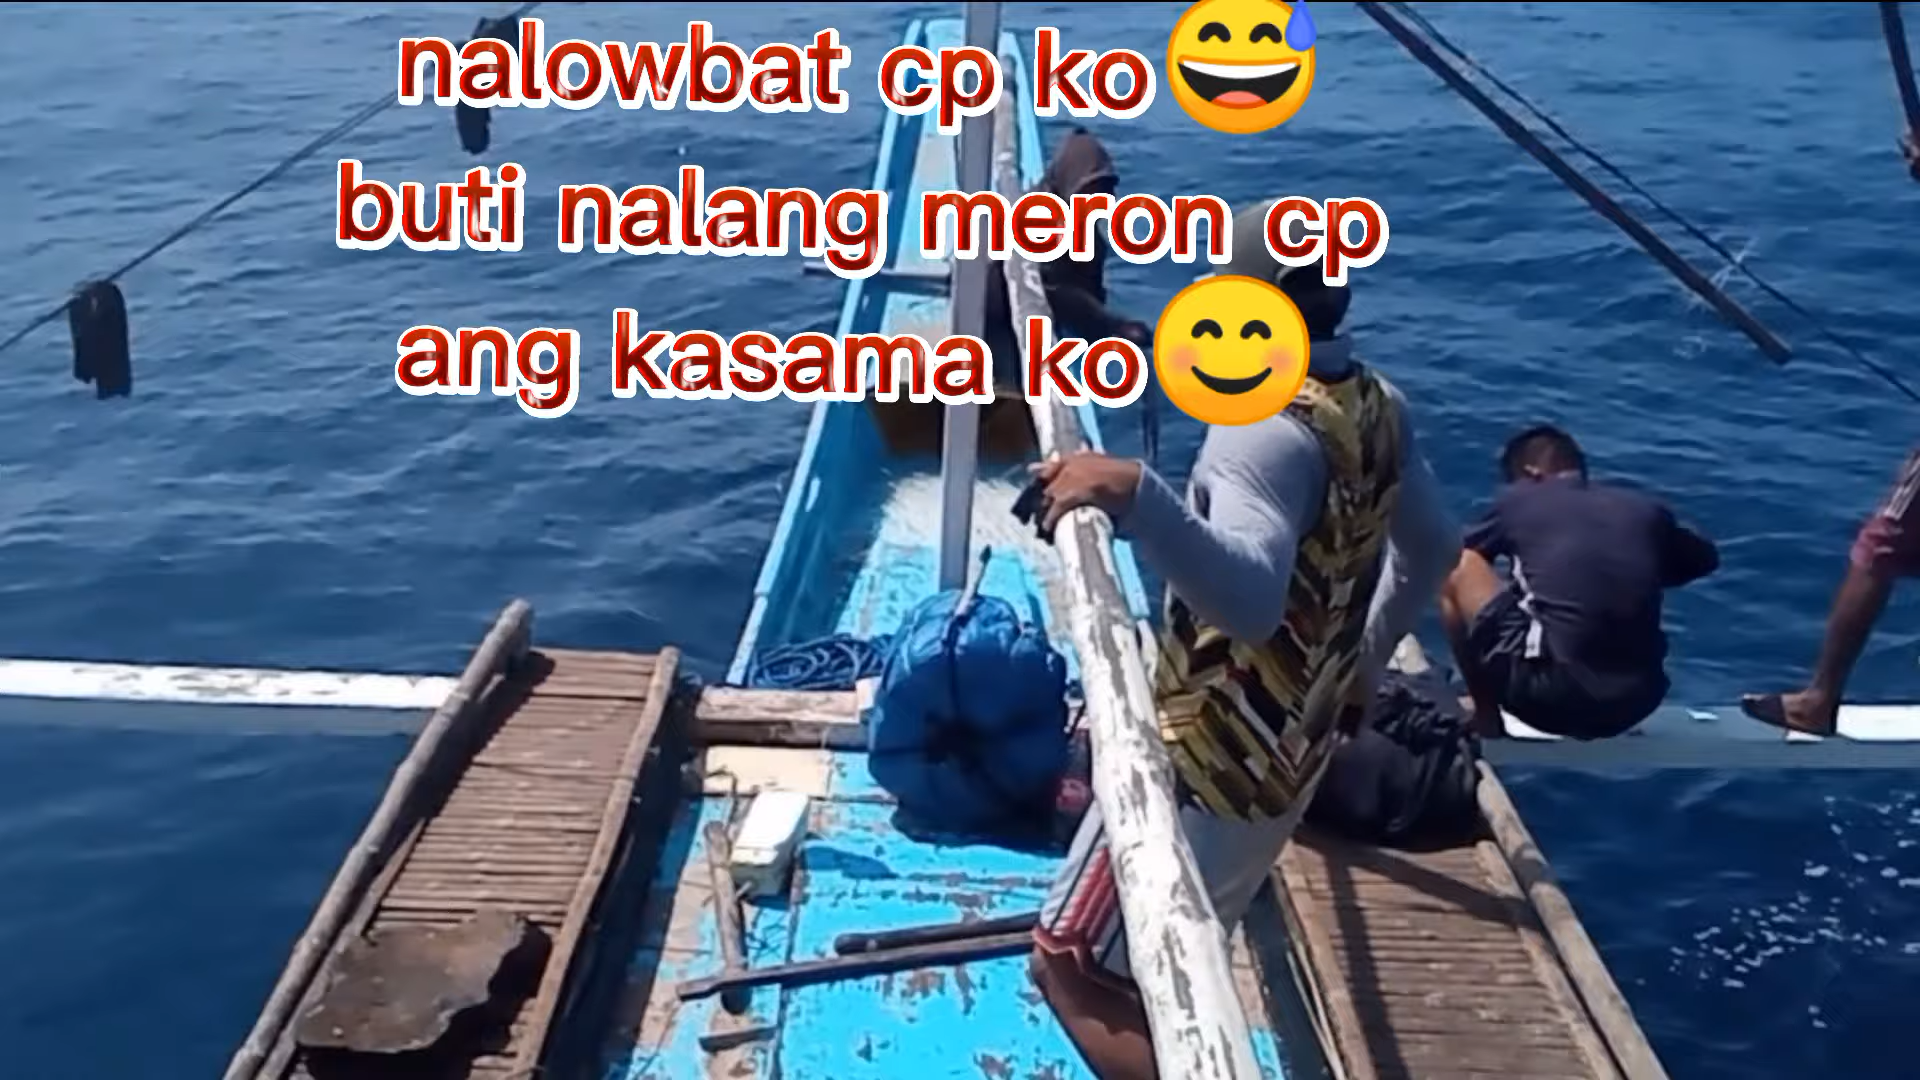 nalowbat cp ko😅
buti nalang meron cp
ang kasama ko😊